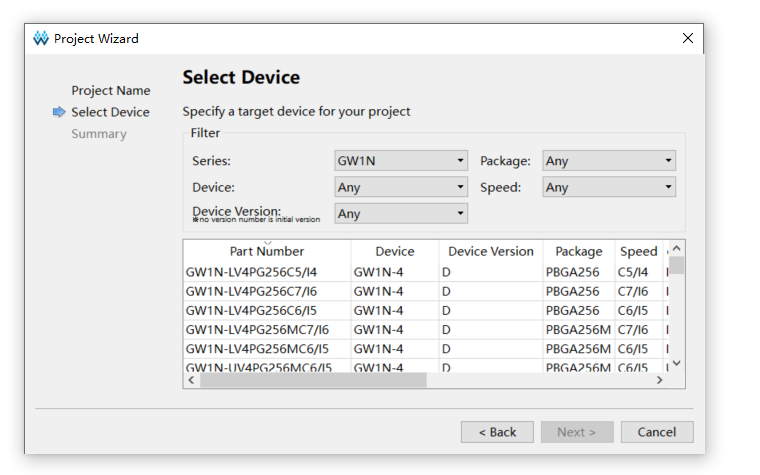 Project Wizard
Project Name
Select Device
Summary
Select Device
Specify a target device for your project
Filter
Series: GW1N Package: Any
Device: Any Speed: Any
Device Version: Any
*no version number is initial version
Part Number Device Device Version Package Speed
GW1N-LV4PG256C5/I4 GW1N-4 D PBGA256 C5/I4
GW1N-LV4PG256C7/I6 GW1N-4 D PBGA256 C7/I6
GW1N-LV4PG256C6/I5 GW1N-4 D PBGA256 C6/I5
GW1N-LV4PG256MC7/I6 GW1N-4 D PBGA256M C7/I6
GW1N-LV4PG256MC6/I5 GW1N-4 D PBGA256M C6/I5
GW1N-UV4PG256MC6/I5 GW1N-4 D PBGA256M C6/I5
< Back Next > Cancel